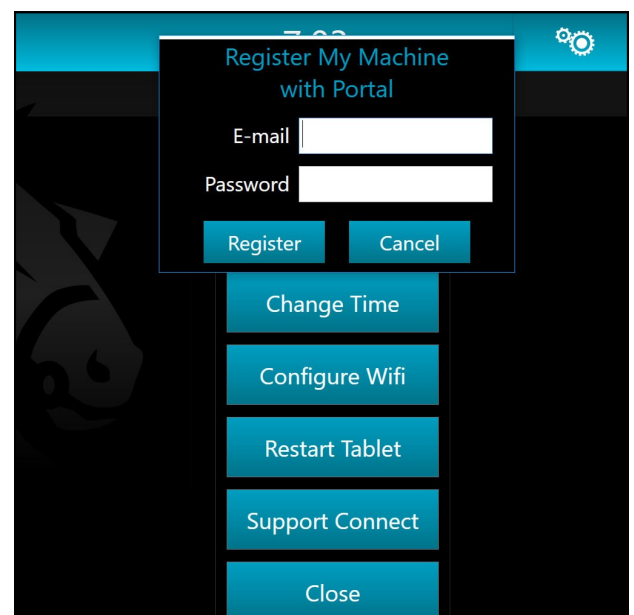 Register My Machine
with Portal
E-mail
Password
Register Cancel
Change Time
Configure Wifi
Restart Tablet
Support Connect
Close